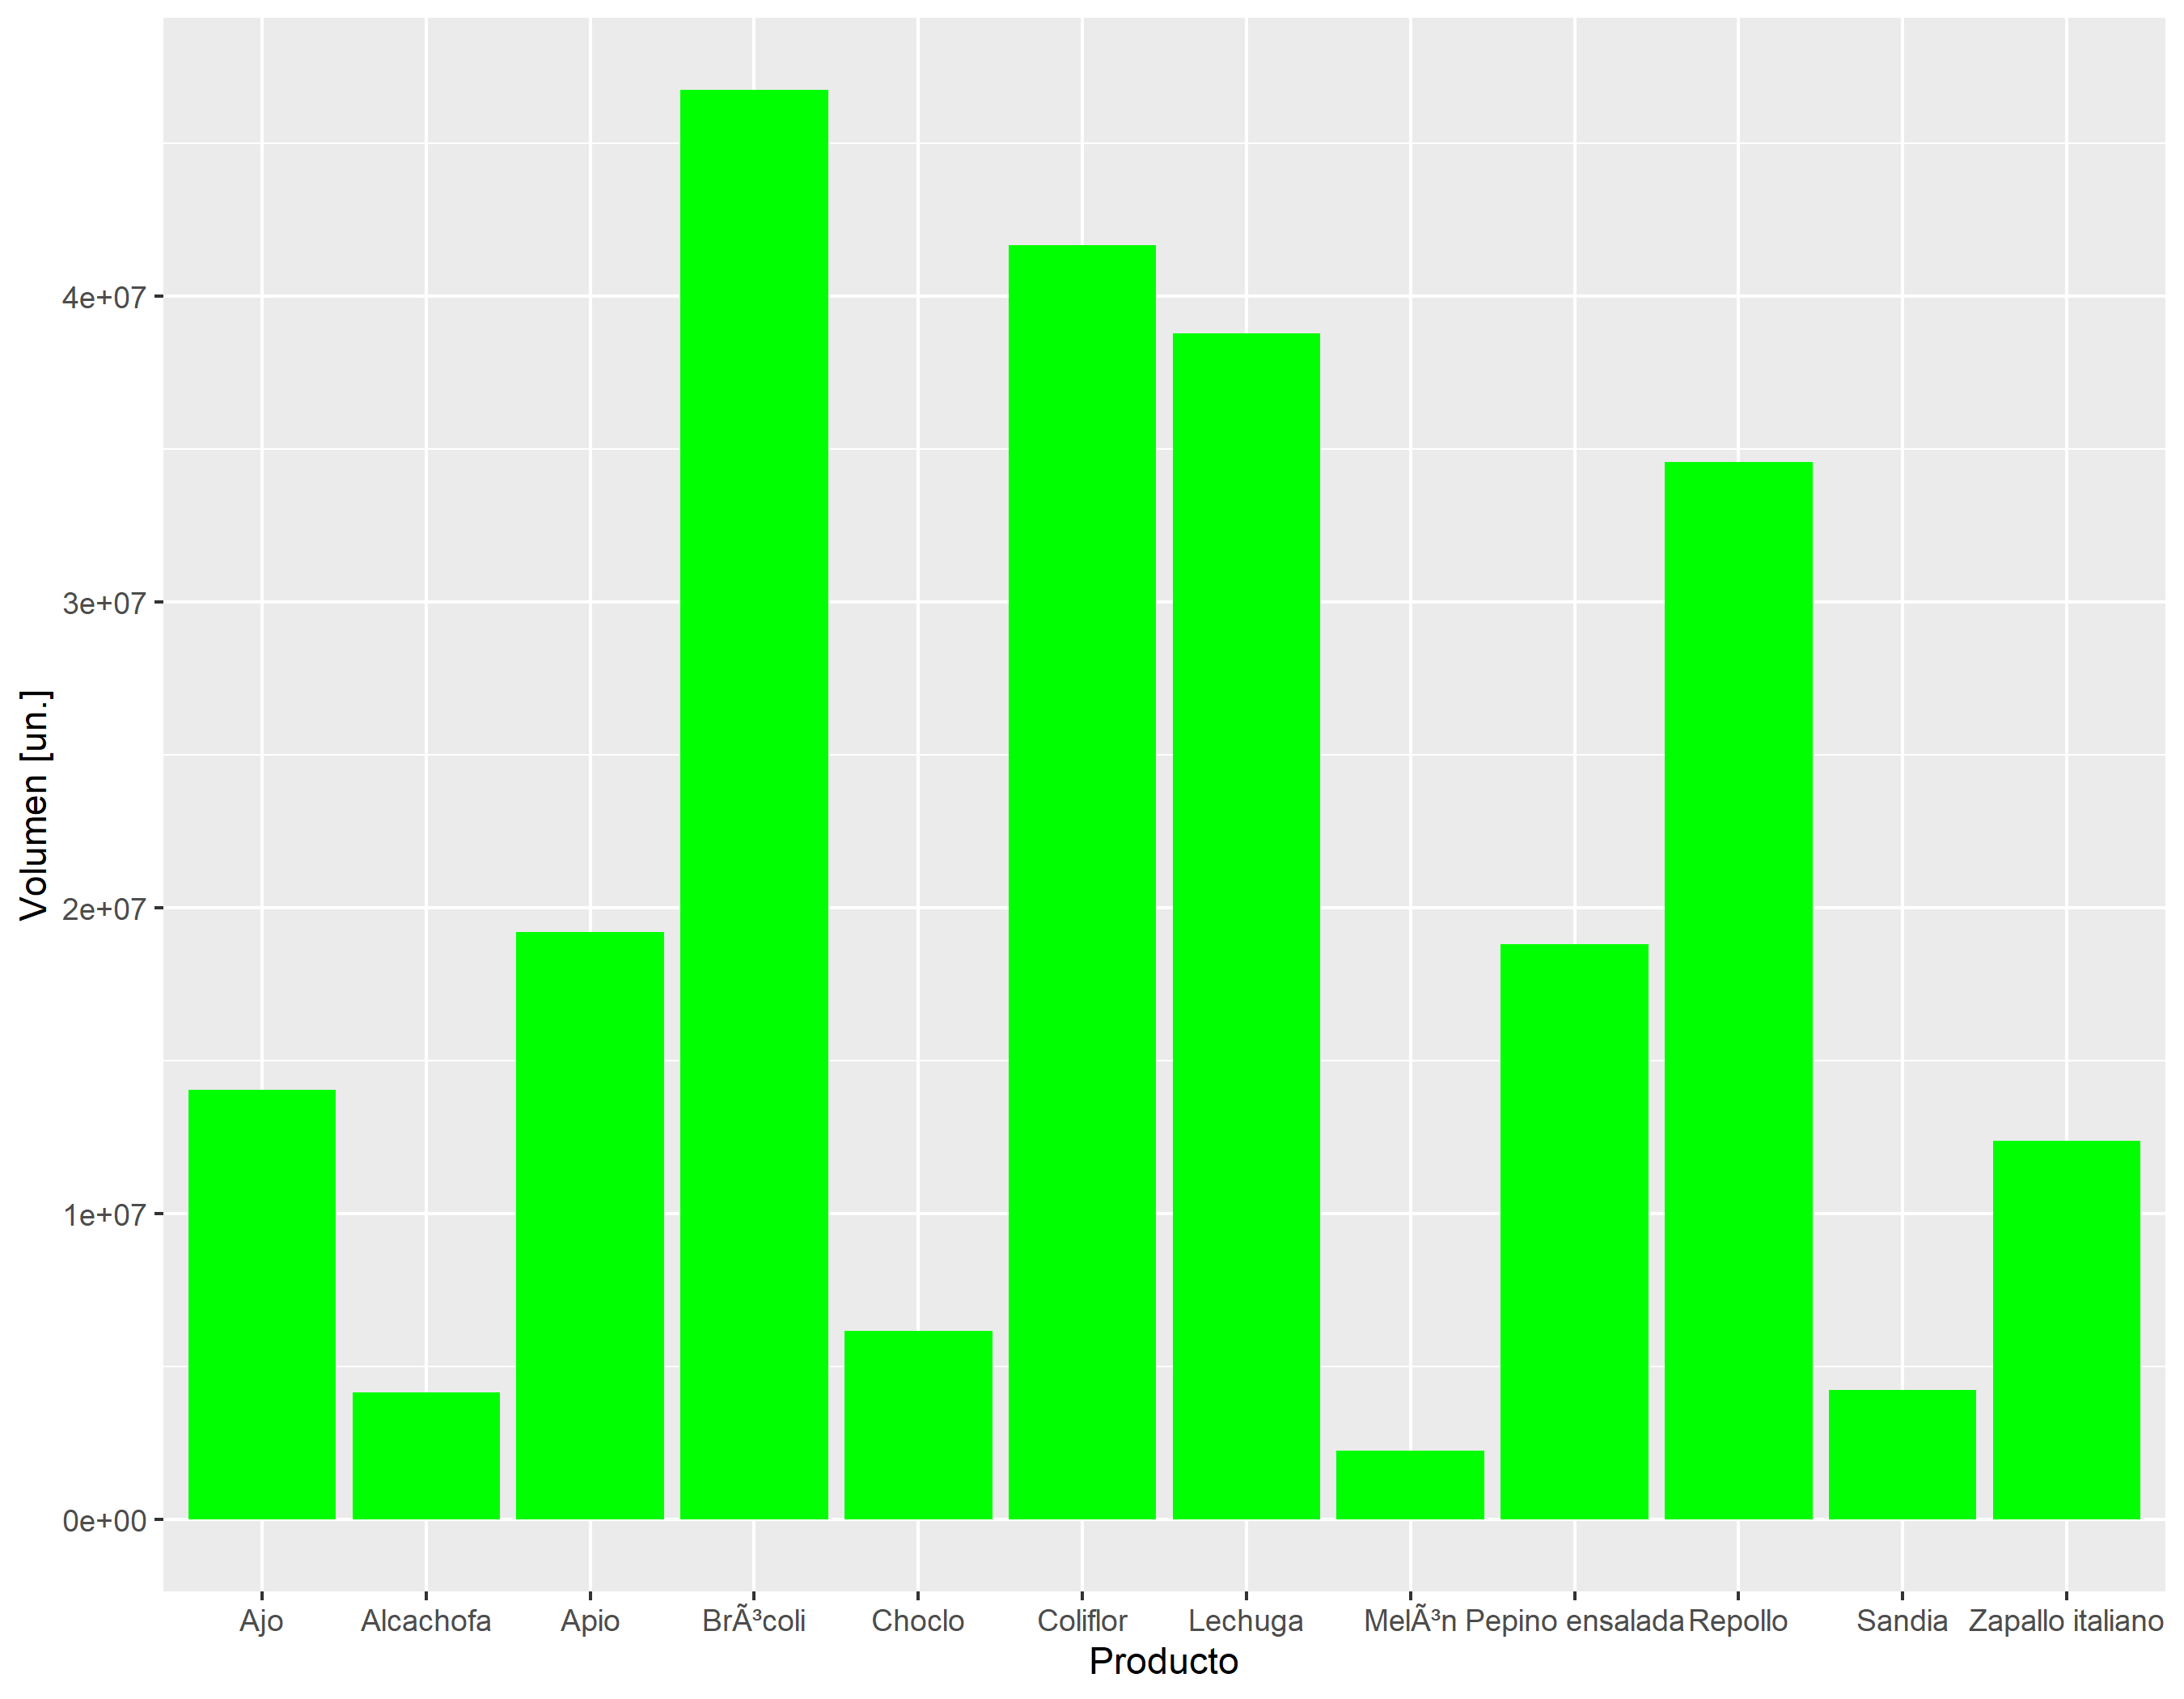 Volumen [un.]
4e+07
3e+07
2e+07
1e+07
0e+00
Ajo Alcachofa Apio BrÃ³coli Choclo Coliflor Lechuga MelÃ³n Pepino ensalada Repollo Sandia Zapallo italiano
Producto